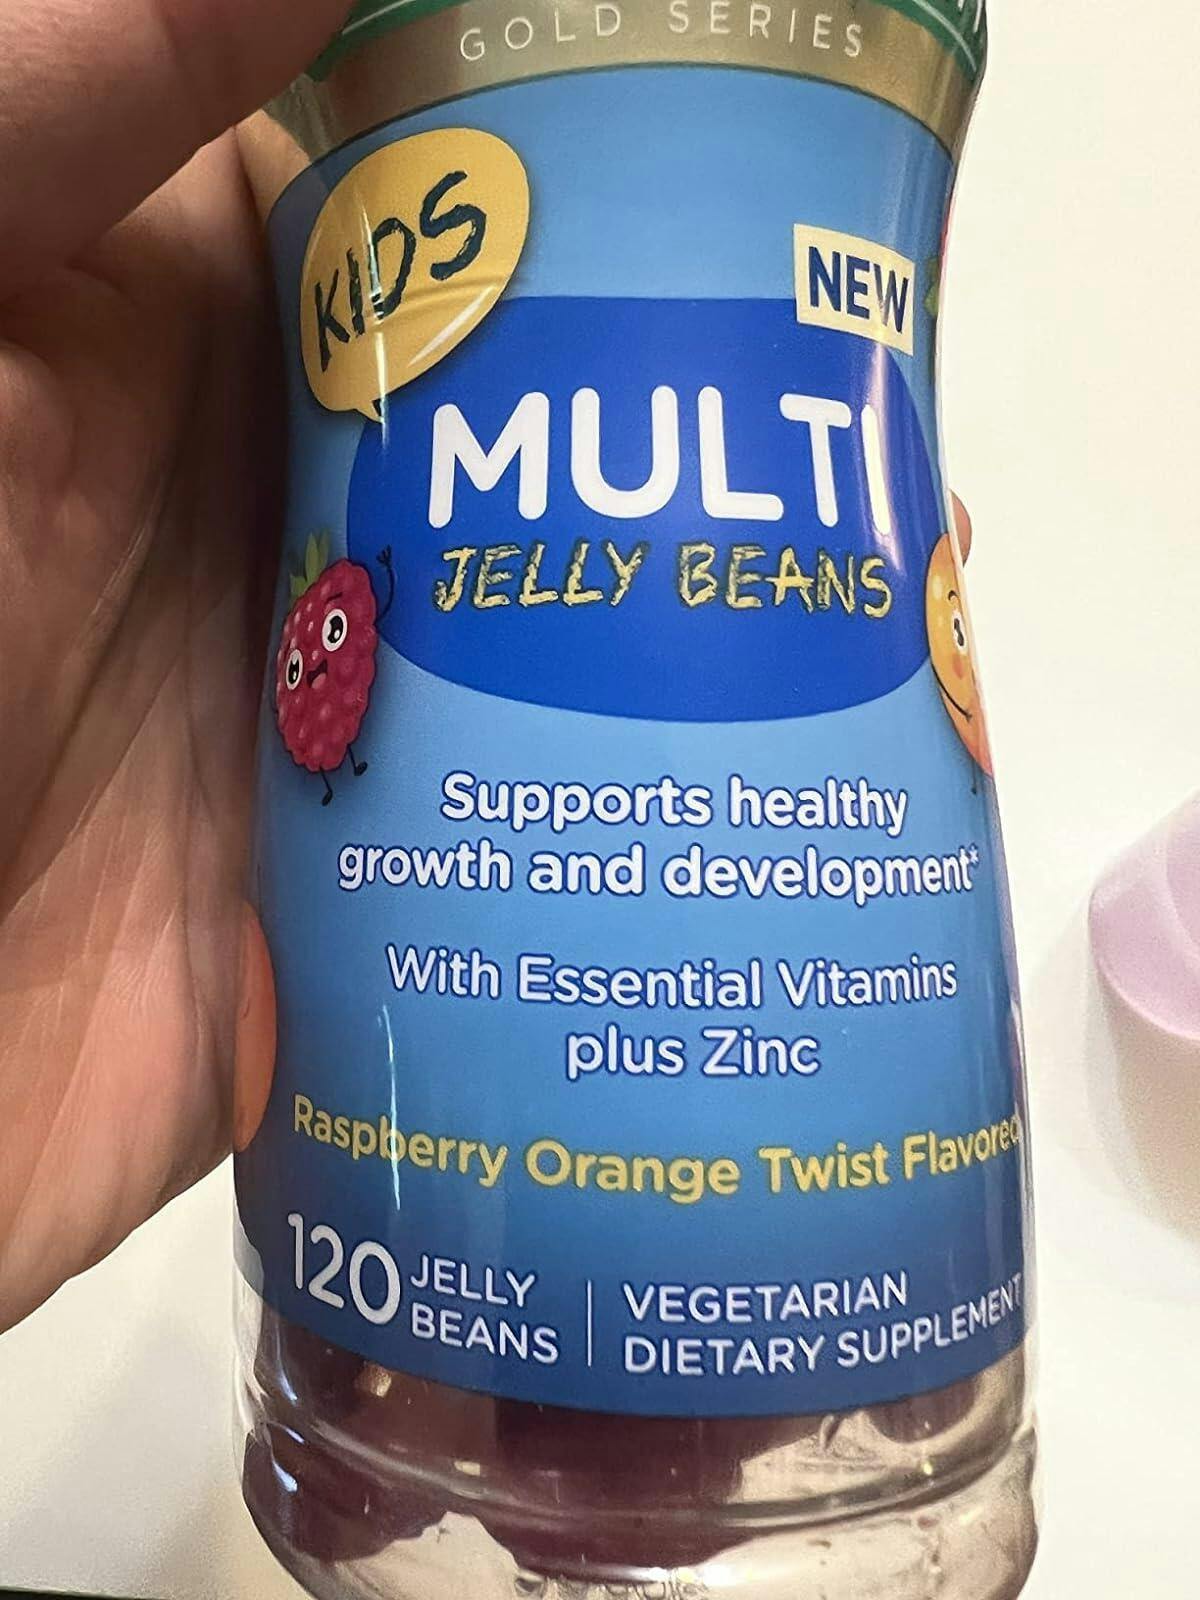 GOLD SERIES
KIDS
NEW
MULTI
JELLY BEANS
Supports healthy
growth and development*
With Essential Vitamins
plus Zinc
Raspberry Orange Twist Flavored
120 JELLY BEANS | VEGETARIAN DIETARY SUPPLEMENT